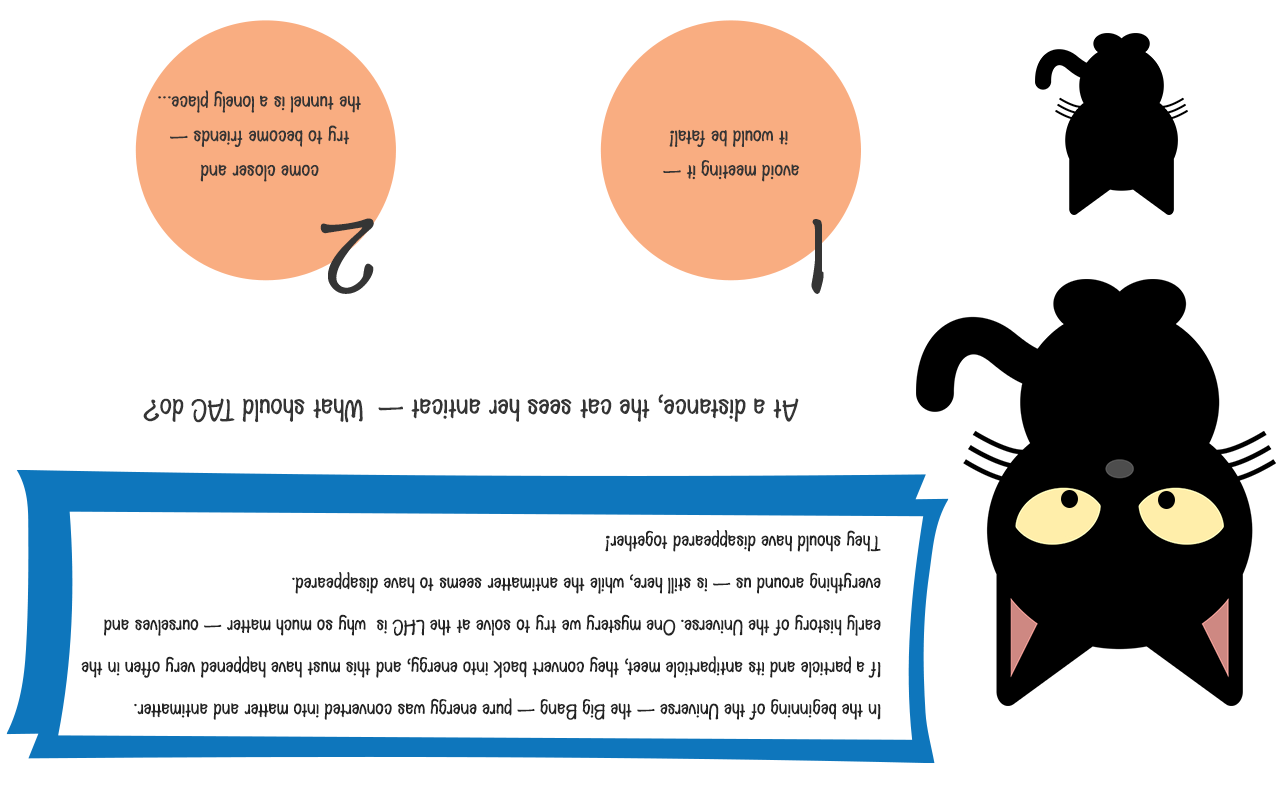 In the beginning of the Universe — the Big Bang — pure energy was converted into matter and antimatter.
If a particle and its antiparticle meet, they convert back into energy, and this must have happened very often in the
early history of the Universe. One mystery we try to solve at the LHC is why so much matter — ourselves and
everything around us — is still here, while the antimatter seems to have disappeared.
They should have disappeared together!
At a distance, the cat sees her anticat — What should TAC do?
1
avoid meeting it —
it would be fatal!
2
come closer and
try to become friends —
the tunnel is a lonely place...